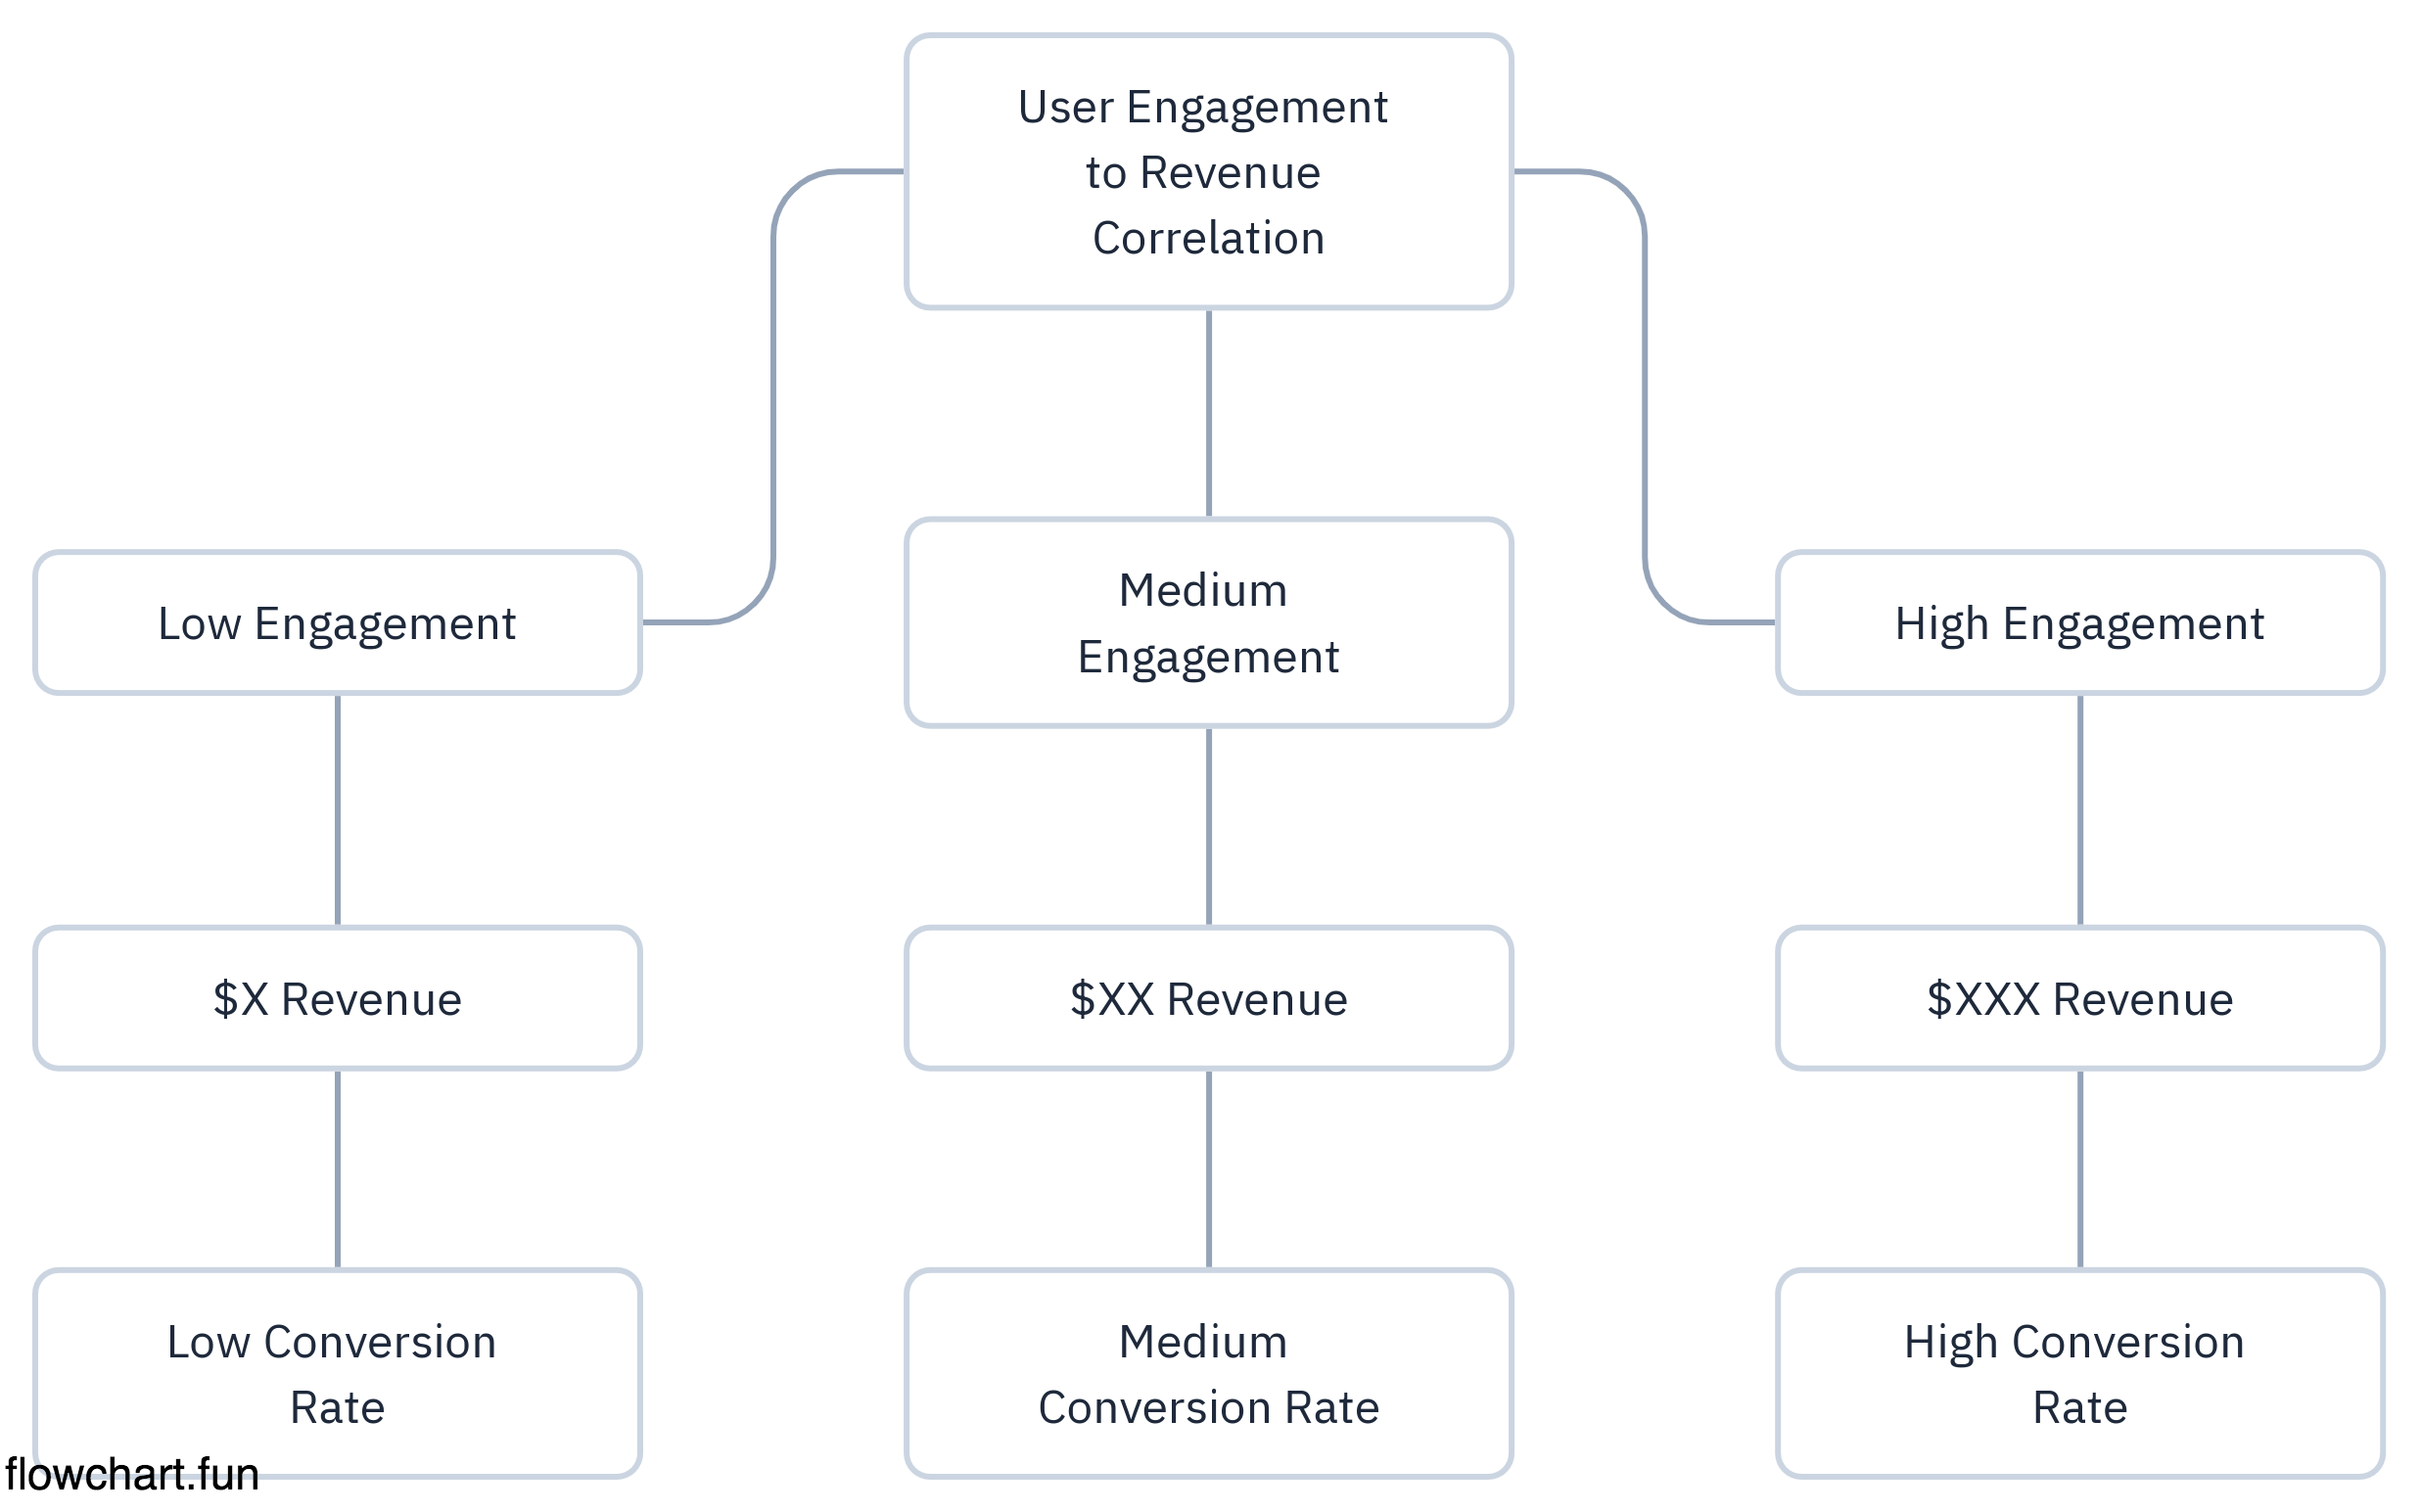 User Engagement
to Revenue
Correlation
Low Engagement
Medium
Engagement
High Engagement
$X Revenue
$XX Revenue
$XXX Revenue
Low Conversion
Rate
Medium
Conversion Rate
High Conversion
Rate
flowchart.fun